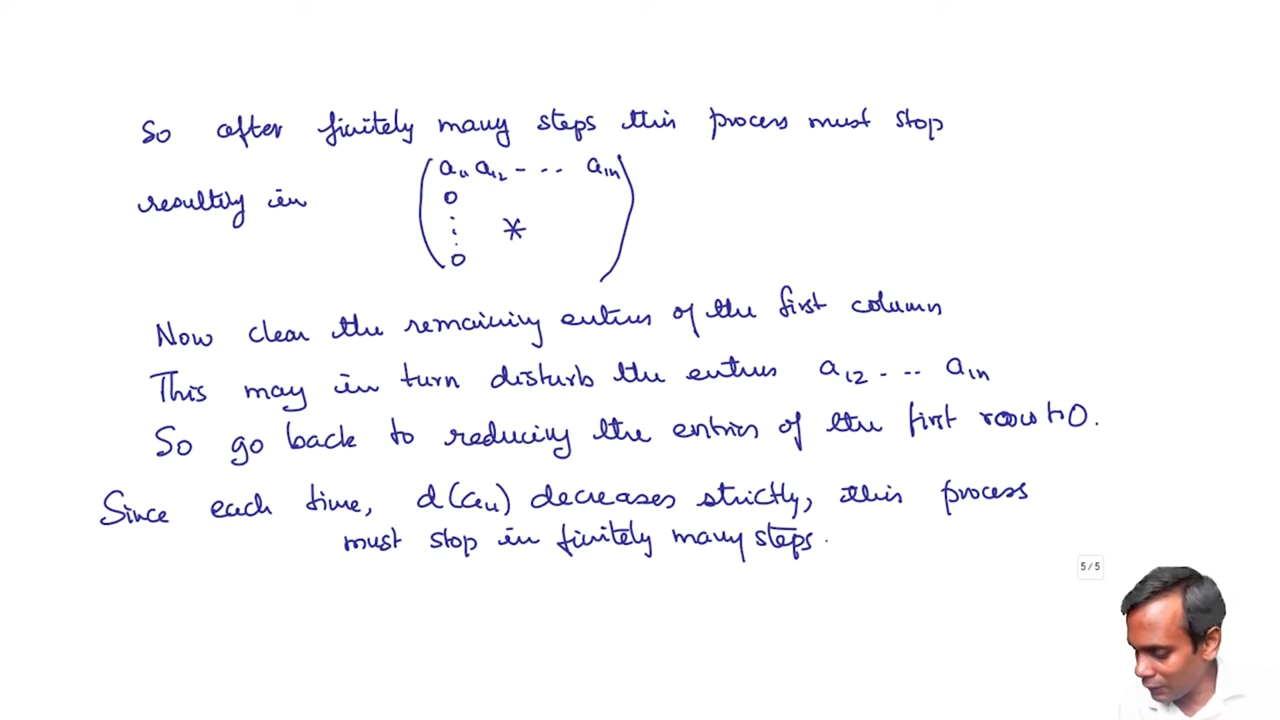 So after finitely many steps this process must stop
resulting in
a₁₁ a₁₂ - - - a₁ₙ
0
⋮ *
0
Now clear the remaining entries of the first column
This may in turn disturb the entries a₁₂ - - - a₁ₙ
So go back to reducing the entries of the first row to 0.
Since each time, d(a₁₁) decreases strictly, this process
must stop in finitely many steps.
5 / 5